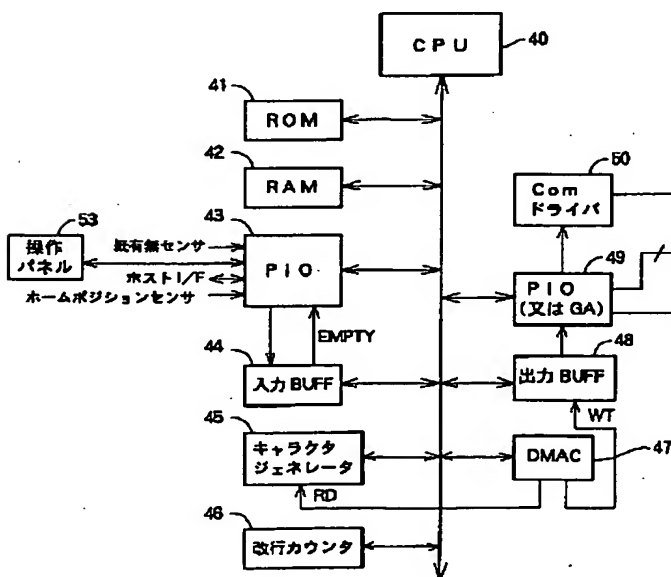 CPU
40
41
ROM
42
RAM
43
PIO
53
操作
パネル
紙有無センサ
ホストI/F
ホームポジションセンサ
EMPTY
44
入力 BUFF
45
キャラクタ
ジェネレータ
RD
46
改行カウンタ
50
Com
ドライバ
49
PIO
(又は GA)
48
出力 BUFF
WT
DMAC
47